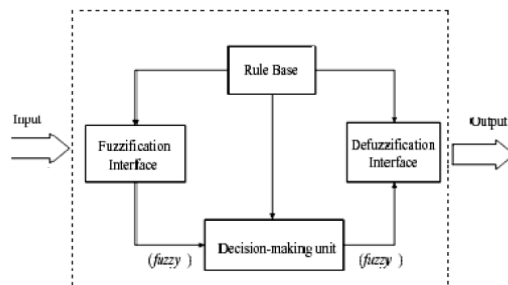 Rule Base
Input
Output
Fuzzification
Interface
Defuzzification
Interface
Decision-making unit
(fuzzy )
(fuzzy )